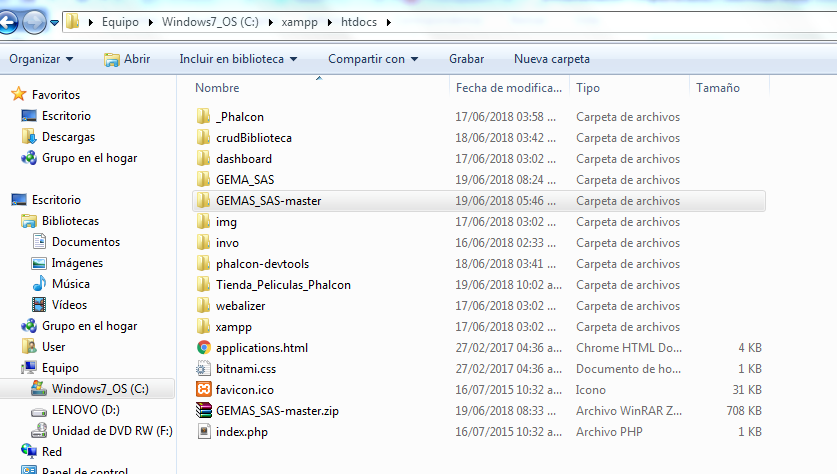 Equipo Windows7_OS (C:) xampp htdocs
Organizar Abrir Incluir en biblioteca Compartir con Grabar Nueva carpeta
Nombre Fecha de modifica... Tipo Tamaño
Favoritos
Escritorio
Descargas
Grupo en el hogar
Escritorio
Bibliotecas
Documentos
Imágenes
Música
Vídeos
Grupo en el hogar
User
Equipo
Windows7_OS (C:)
LENOVO (D:)
Unidad de DVD RW (F:)
Red
Panel de control
_Phalcon 17/06/2018 03:58 ... Carpeta de archivos
crudBiblioteca 18/06/2018 03:42 ... Carpeta de archivos
dashboard 17/06/2018 03:02 ... Carpeta de archivos
GEMA_SAS 19/06/2018 08:24 ... Carpeta de archivos
GEMAS_SAS-master 19/06/2018 05:46 ... Carpeta de archivos
img 17/06/2018 03:02 ... Carpeta de archivos
invo 16/06/2018 02:33 ... Carpeta de archivos
phalcon-devtools 18/06/2018 03:41 ... Carpeta de archivos
Tienda_Peliculas_Phalcon 19/06/2018 10:02 a... Carpeta de archivos
webalizer 17/06/2018 03:02 ... Carpeta de archivos
xampp 17/06/2018 03:02 ... Carpeta de archivos
applications.html 27/02/2017 04:36 a... Chrome HTML Do... 4 KB
bitnami.css 27/02/2017 04:36 a... Documento de ho... 1 KB
favicon.ico 16/07/2015 10:32 a... Icono 31 KB
GEMAS_SAS-master.zip 19/06/2018 08:33 ... Archivo WinRAR Z... 708 KB
index.php 16/07/2015 10:32 a... Archivo PHP 1 KB